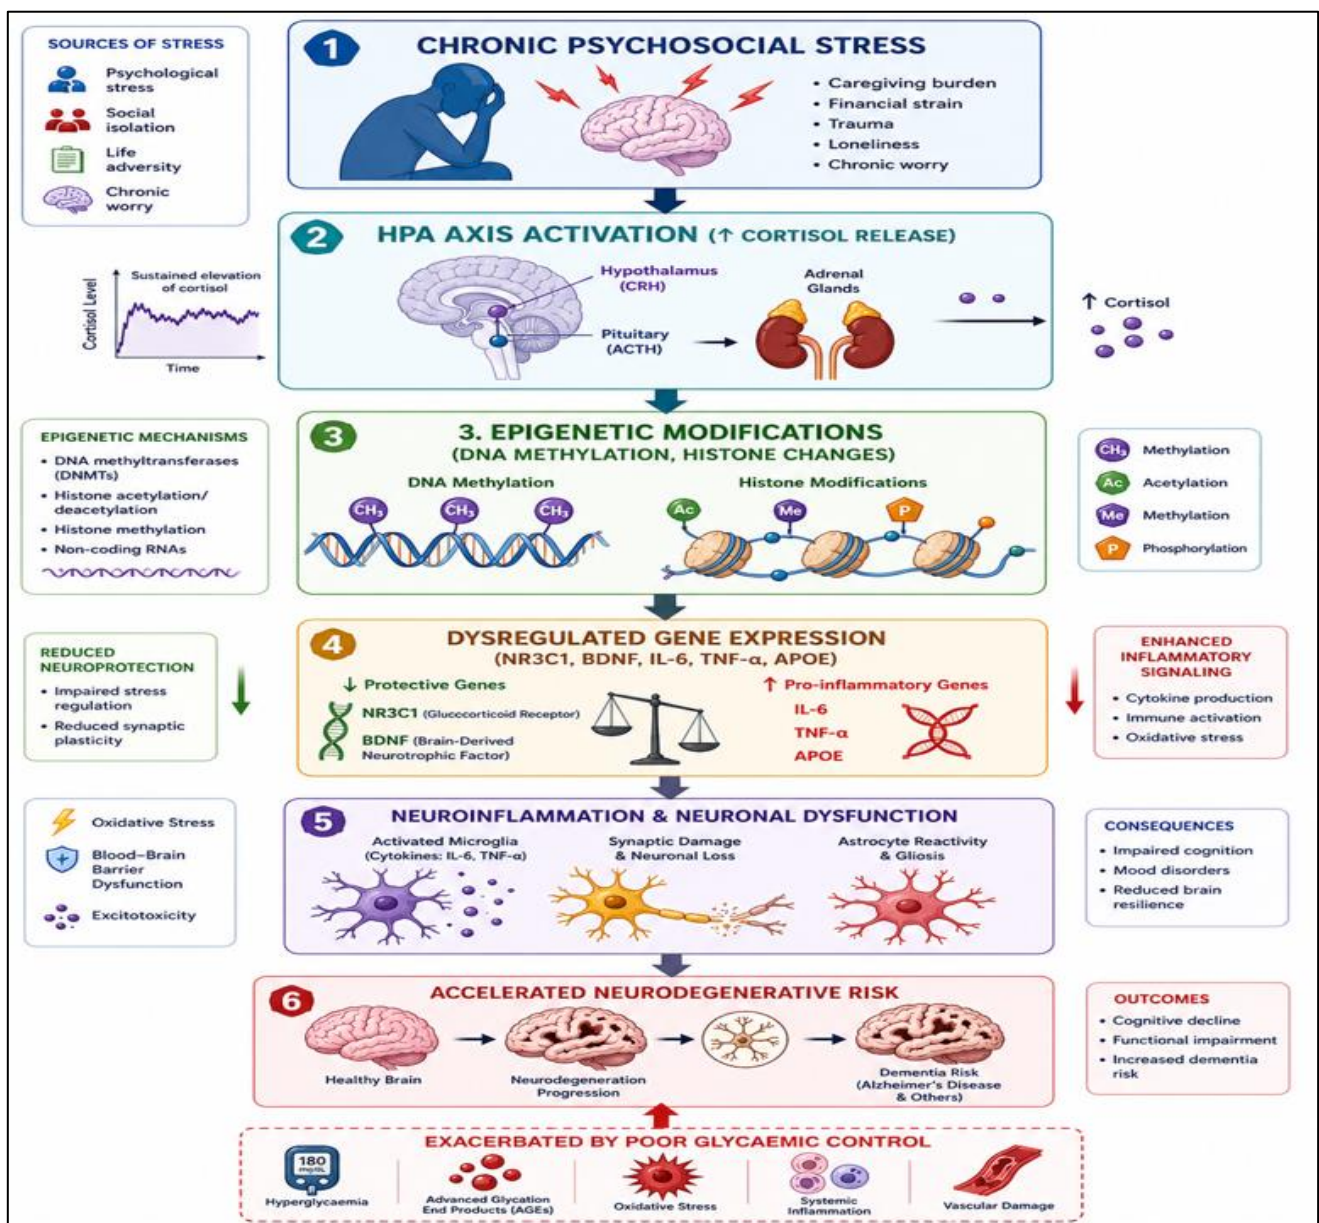 SOURCES OF STRESS
Psychological
stress
Social
isolation
Life
adversity
Chronic
worry
1
CHRONIC PSYCHOSOCIAL STRESS
• Caregiving burden
• Financial strain
• Trauma
• Loneliness
• Chronic worry
2
HPA AXIS ACTIVATION (↑ CORTISOL RELEASE)
Hypothalamus
(CRH)
Pituitary
(ACTH)
Adrenal
Glands
↑ Cortisol
Sustained elevation
of cortisol
Cortisol Level
Time
EPIGENETIC MECHANISMS
• DNA methyltransferases
(DNMTs)
• Histone acetylation/
deacetylation
• Histone methylation
• Non-coding RNAs
3
3. EPIGENETIC MODIFICATIONS
(DNA METHYLATION, HISTONE CHANGES)
DNA Methylation
CH₃ CH₃ CH₃
Histone Modifications
Ac Me P
CH₃ Methylation
Ac Acetylation
Me Methylation
P Phosphorylation
REDUCED
NEUROPROTECTION
• Impaired stress
regulation
• Reduced synaptic
plasticity
4
DYSREGULATED GENE EXPRESSION
(NR3C1, BDNF, IL-6, TNF-α, APOE)
↓ Protective Genes
NR3C1 (Gluccorticoid Receptor)
BDNF (Brain-Derived
Neurotrophic Factor)
↑ Pro-inflammatory Genes
IL-6
TNF-α
APOE
ENHANCED
INFLAMMATORY
SIGNALING
• Cytokine production
• Immune activation
• Oxidative stress
Oxidative Stress
Blood–Brain
Barrier
Dysfunction
Excitotoxicity
5
NEUROINFLAMMATION & NEURONAL DYSFUNCTION
Activated Microglia
(Cytokines: IL-6, TNF-α)
Synaptic Damage
& Neuronal Loss
Astrocyte Reactivity
& Gliosis
CONSEQUENCES
• Impaired cognition
• Mood disorders
• Reduced brain
resilience
6
ACCELERATED NEURODEGENERATIVE RISK
Healthy Brain
Neurodegeneration
Progression
Dementia Risk
(Alzheimer's Disease
& Others)
OUTCOMES
• Cognitive decline
• Functional impairment
• Increased dementia
risk
EXACERBATED BY POOR GLYCAEMIC CONTROL
180
mg/dL
Hyperglycaemia
Advanced Glycation
End Products (AGEs)
Oxidative Stress
Systemic
Inflammation
Vascular Damage